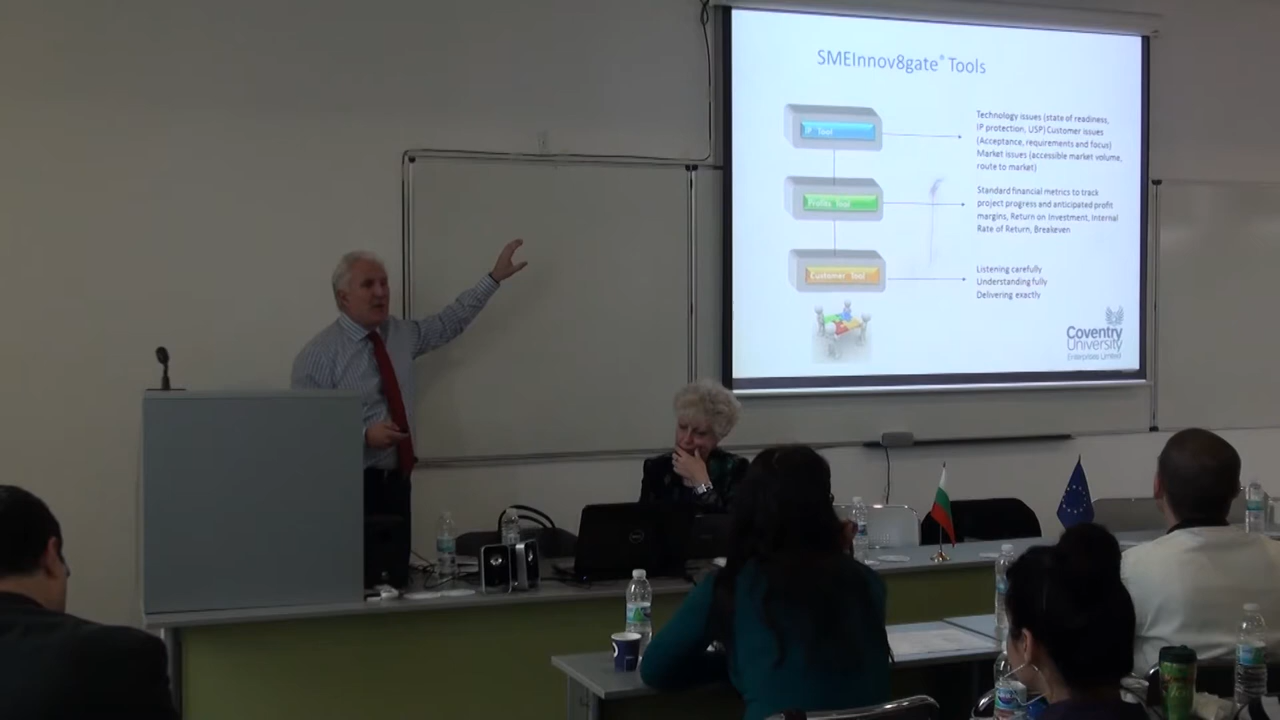 SMEInnov8gate® Tools
IP Tool
Technology issues (state of readiness,
IP protection, USP) Customer issues
(Acceptance, requirements and focus)
Market issues (accessible market volume,
route to market)
Profits Tool
Standard financial metrics to track
project progress and anticipated profit
margins, Return on Investment, Internal
Rate of Return, Breakeven
Customer Tool
Listening carefully
Understanding fully
Delivering exactly
Coventry
University
Enterprises Limited